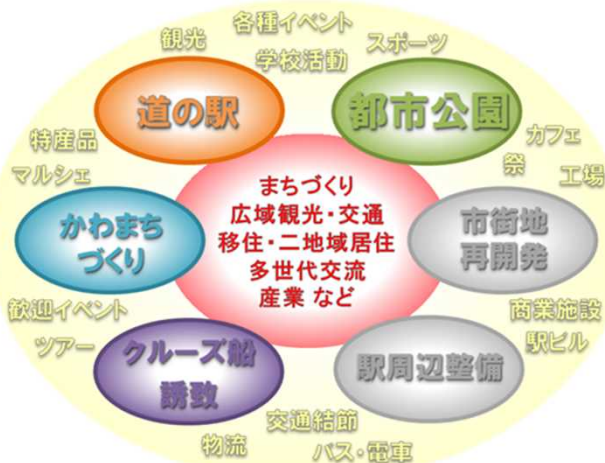 各種イベント
観光
学校活動
スポーツ
道の駅
都市公園
特産品
マルシェ
カフェ
祭
工場
まちづくり
広域観光・交通
移住・二地域居住
多世代交流
産業 など
かわまち
づくり
市街地
再開発
歓迎イベント
ツアー
商業施設
駅ビル
クルーズ船
誘致
駅周辺整備
交通結節
物流
バス・電車